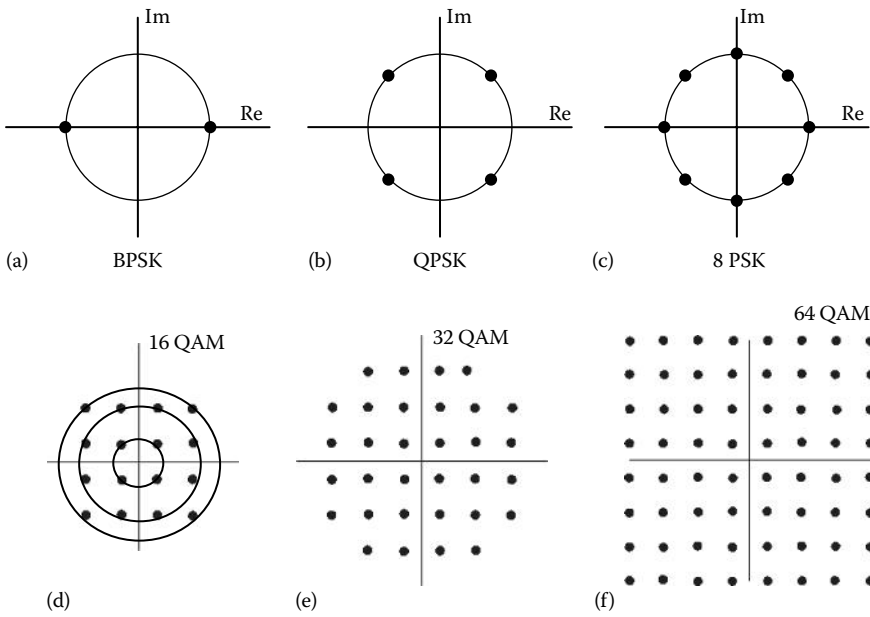 Im
Re
(a)
BPSK
Im
Re
(b)
QPSK
Im
Re
(c)
8 PSK
16 QAM
(d)
32 QAM
(e)
64 QAM
(f)